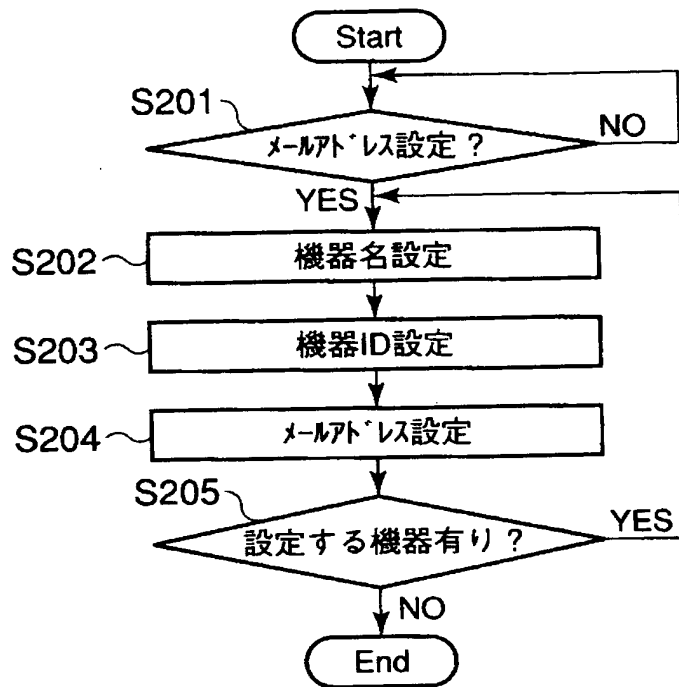 Start
S201
メールアドレス設定？
NO
YES
S202
機器名設定
S203
機器ID設定
S204
メールアドレス設定
S205
設定する機器有り？
YES
NO
End